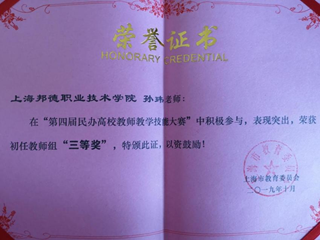 荣誉证书
HONORARY CREDENTIAL
上海邦德职业技术学院 孙玮老师：
在“第四届民办高校教师教学技能大赛”中积极参与，表现突出，荣获
初任教师组“三等奖”，特颁此证，以资鼓励！
上海市教育委员会
二〇一九年十月